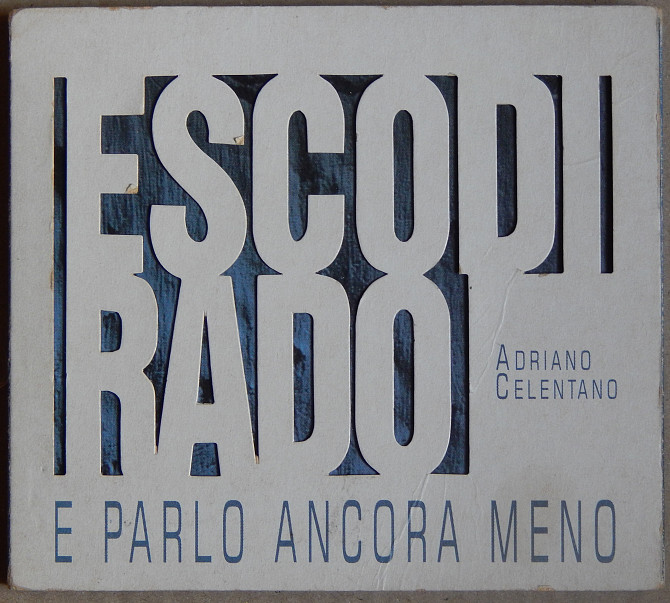 ESCO DI
RADO
ADRIANO
CELENTANO
E PARLO ANCORA MENO